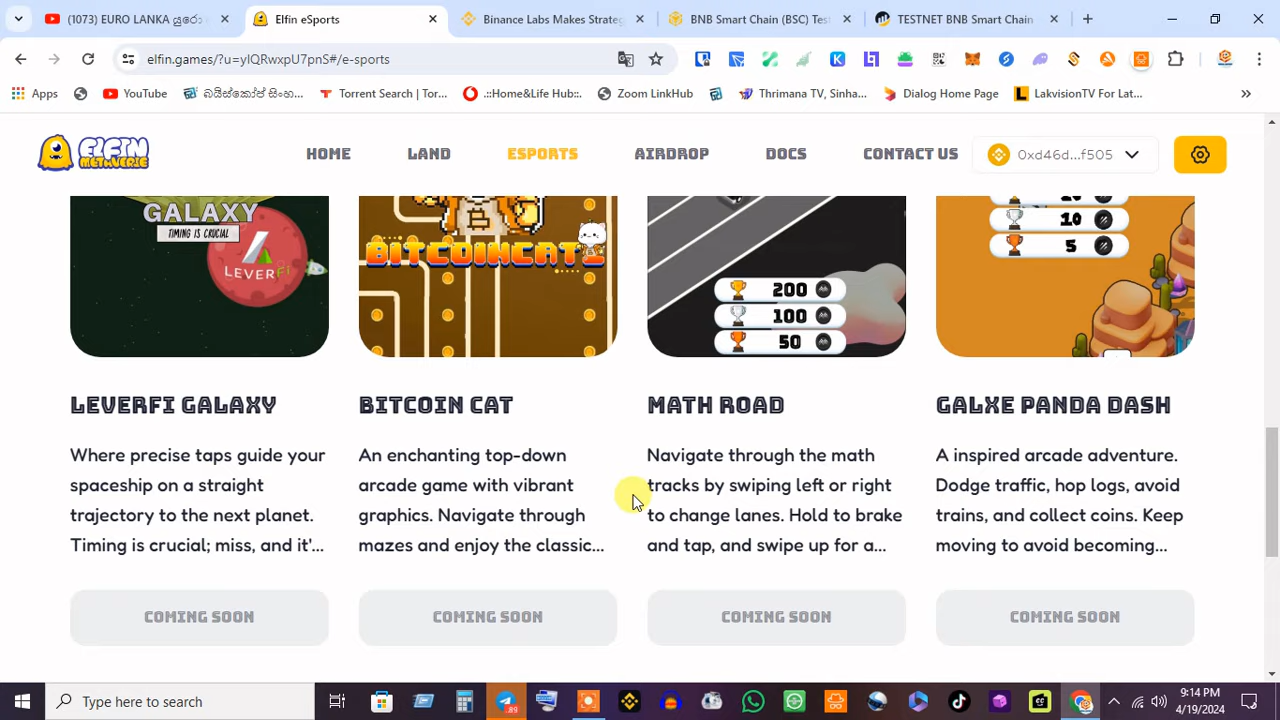 (1073) EURO LANKA යුරෝ
Elfin eSports
Binance Labs Makes Strateg
BNB Smart Chain (BSC) Tes
TESTNET BNB Smart Chain
elfin.games/?u=yIQRwxpU7pnS#/e-sports
Apps
YouTube
බයිස්කෝප් සිංහ...
Torrent Search | Tor...
.::Home&Life Hub::.
Zoom LinkHub
Thrimana TV, Sinha...
Dialog Home Page
LakvisionTV For Lat...
ELFIN
METAVERSE
HOME
LAND
ESPORTS
AIRDROP
DOCS
CONTACT US
0xd46d...f505
GALAXY
TIMING IS CRUCIAL
LEVERFI
BITCOINCAT
200
100
50
10
5
LEVERFI GALAXY
Where precise taps guide your
spaceship on a straight
trajectory to the next planet.
Timing is crucial; miss, and it'...
COMING SOON
BITCOIN CAT
An enchanting top-down
arcade game with vibrant
graphics. Navigate through
mazes and enjoy the classic...
COMING SOON
MATH ROAD
Navigate through the math
tracks by swiping left or right
to change lanes. Hold to brake
and tap, and swipe up for a...
COMING SOON
GALXE PANDA DASH
A inspired arcade adventure.
Dodge traffic, hop logs, avoid
trains, and collect coins. Keep
moving to avoid becoming...
COMING SOON
Type here to search
89
9:14 PM
4/19/2024